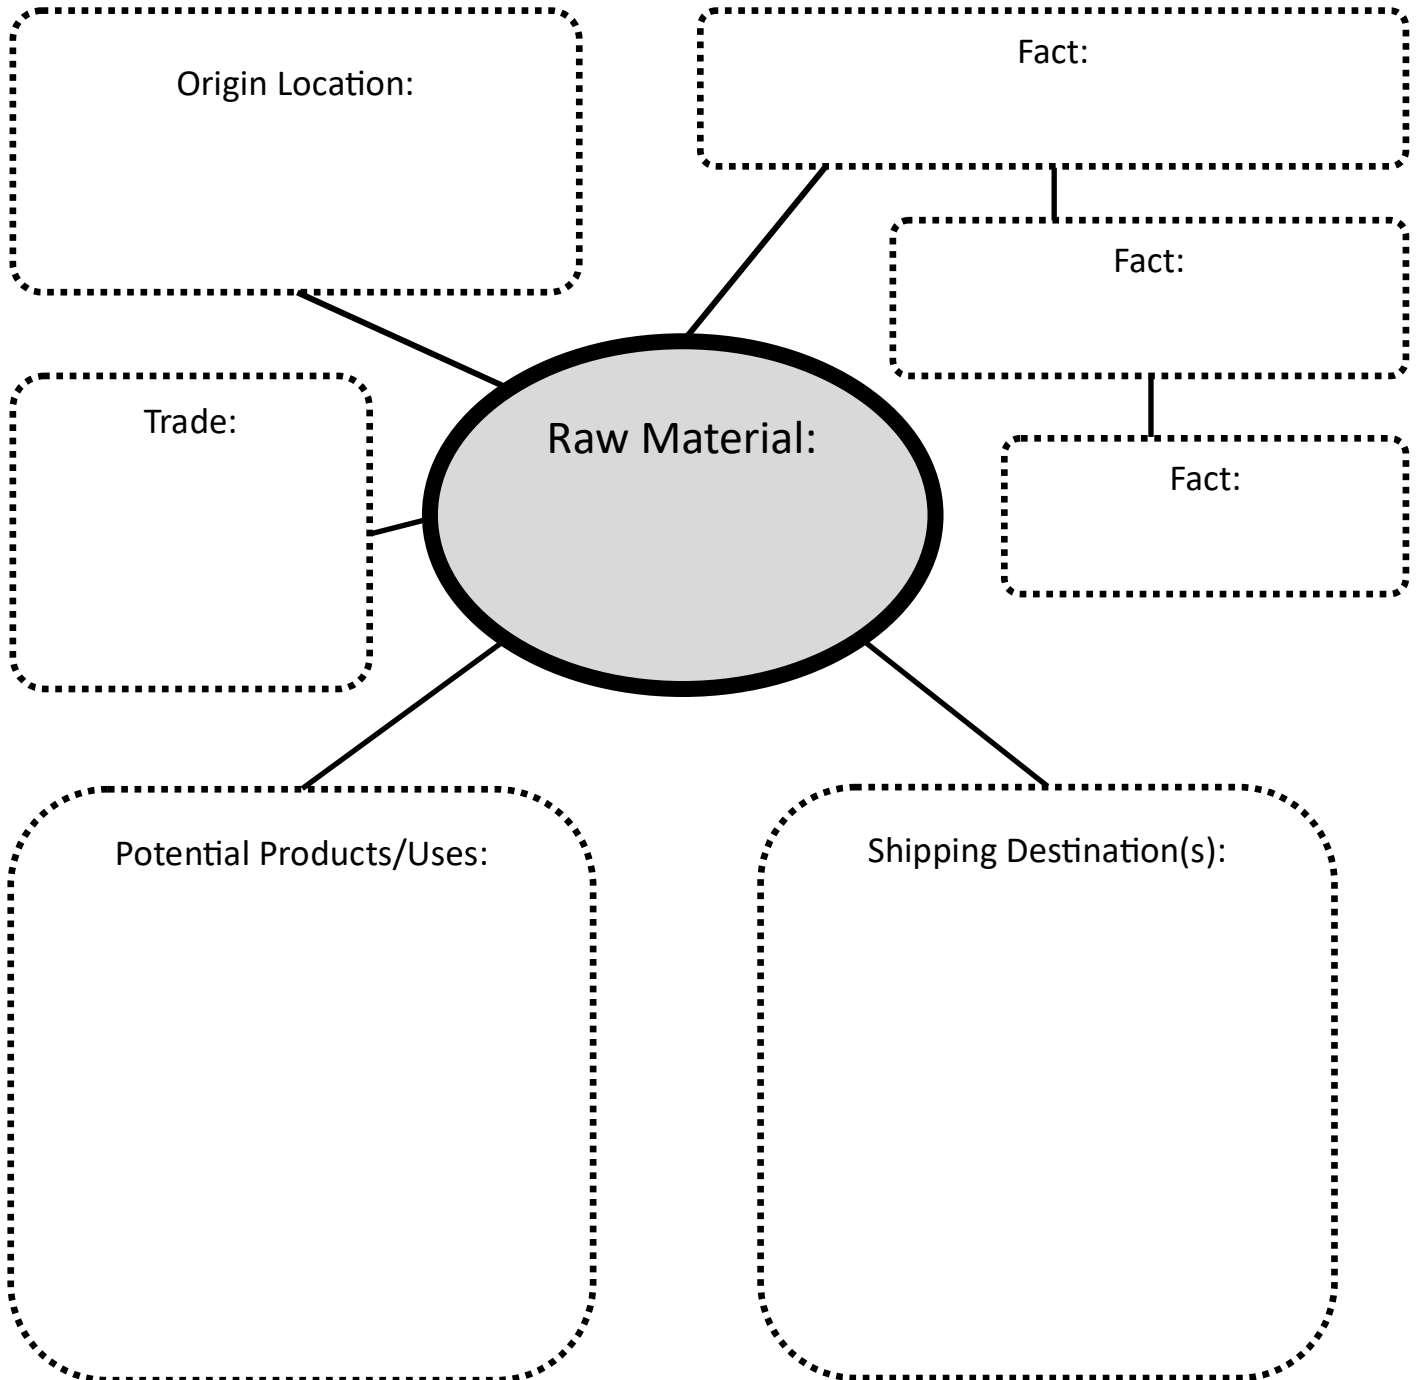 Origin Location:
Fact:
Fact:
Trade:
Raw Material:
Fact:
Potential Products/Uses:
Shipping Destination(s):